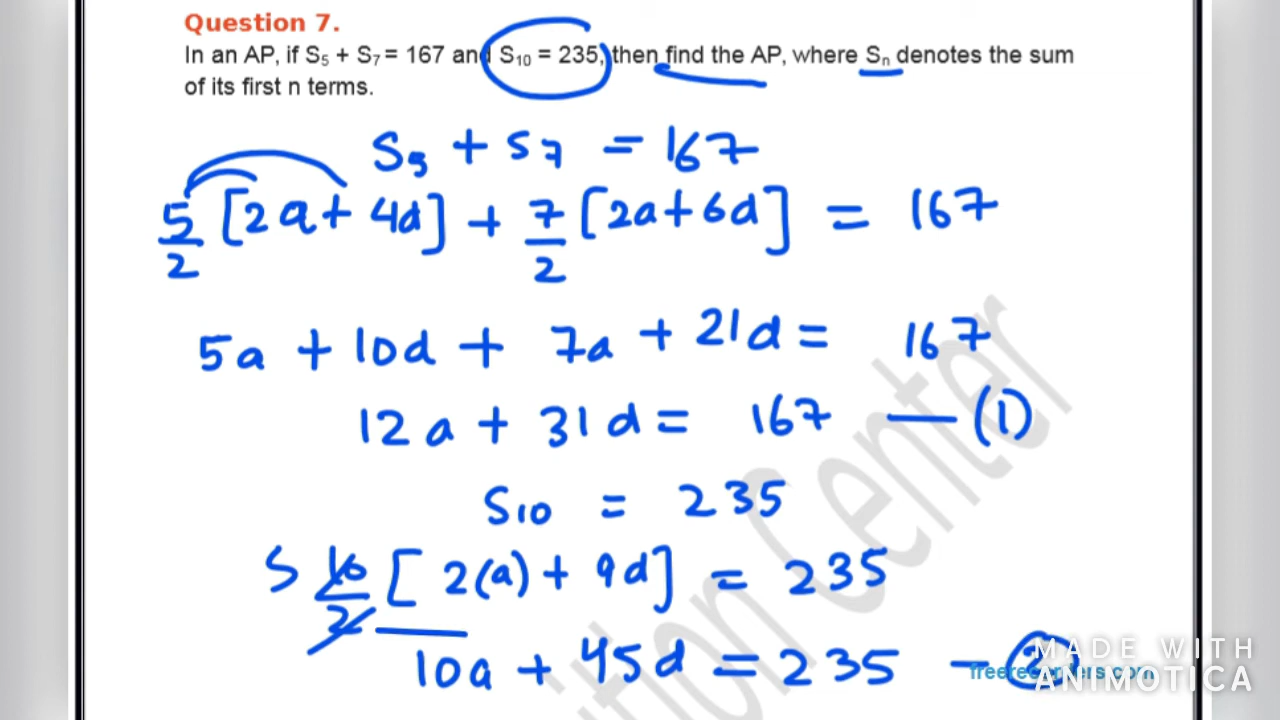 Question 7.
In an AP, if S₅ + S₇ = 167 and S₁₀ = 235, then find the AP, where Sₙ denotes the sum
of its first n terms.
S₅ + S₇ = 167
5/2 [2a + 4d] + 7/2 [2a + 6d] = 167
5a + 10d + 7a + 21d = 167
12a + 31d = 167 — (1)
S₁₀ = 235
5 10/2 [2(a) + 9d] = 235
10a + 45d = 235 — (2)
MADE WITH
ANIMOTICA